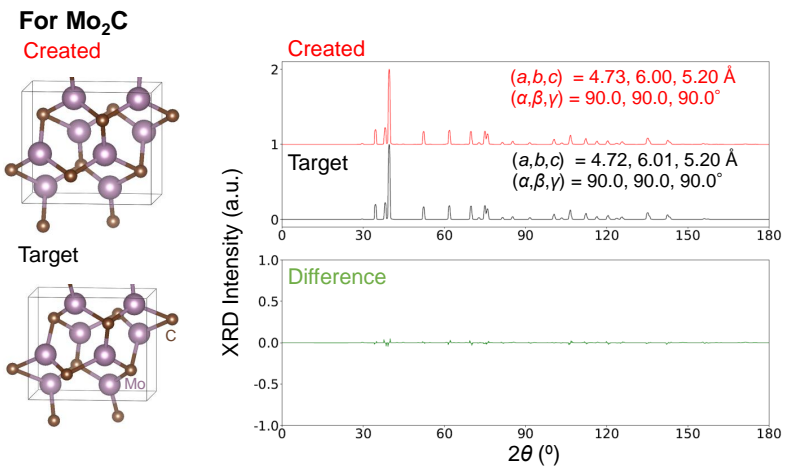 For Mo₂C
Created
Target
C
Mo
Created
(a,b,c) = 4.73, 6.00, 5.20 Å
(α,β,γ) = 90.0, 90.0, 90.0°
Target
(a,b,c) = 4.72, 6.01, 5.20 Å
(α,β,γ) = 90.0, 90.0, 90.0°
2
1
0
0 30 60 90 120 150 180
XRD Intensity (a.u.)
Difference
1.0
0.5
0.0
-0.5
-1.0
0 30 60 90 120 150 180
2θ (º)